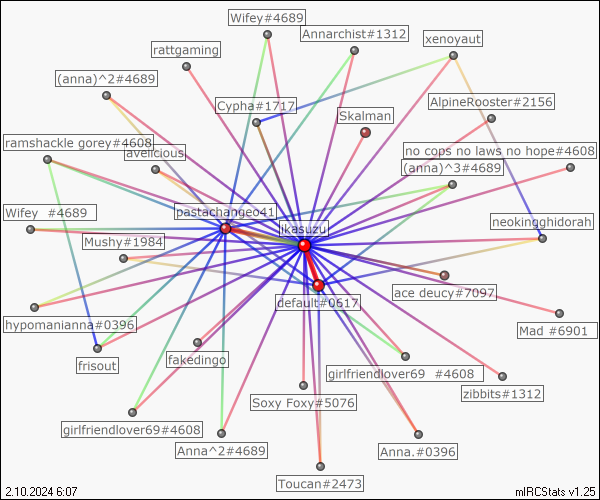 Wifey#4689
Annarchist#1312
xenoyaut
rattgaming
(anna)^2#4689
AlpineRooster#2156
Cypha#1717
Skalman
ramshackle gorey#4608
avelicious
no cops no laws no hope#4608
(anna)^3#4689
Wifey #4689
pastachangeo41
jkasuzu
neokingghidorah
Mushy#1984
ace deucy#7097
default#0617
hypomanianna#0396
Mad #6901
frisout
fakedingo
girlfriendlover69 #4608
zibbits#1312
Soxy Foxy#5076
girlfriendlover69#4608
Anna^2#4689
Anna.#0396
Toucan#2473
2.10.2024 6:07
mIRCStats v1.25